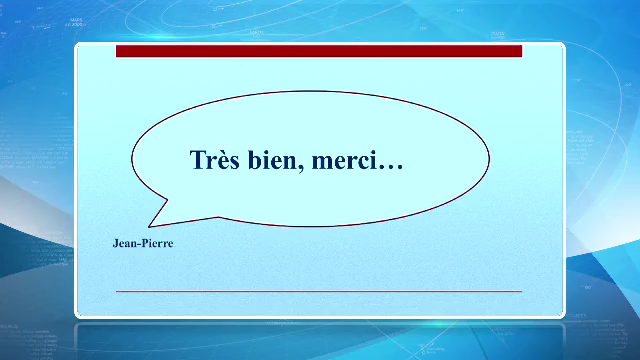 Très bien, merci…
Jean-Pierre